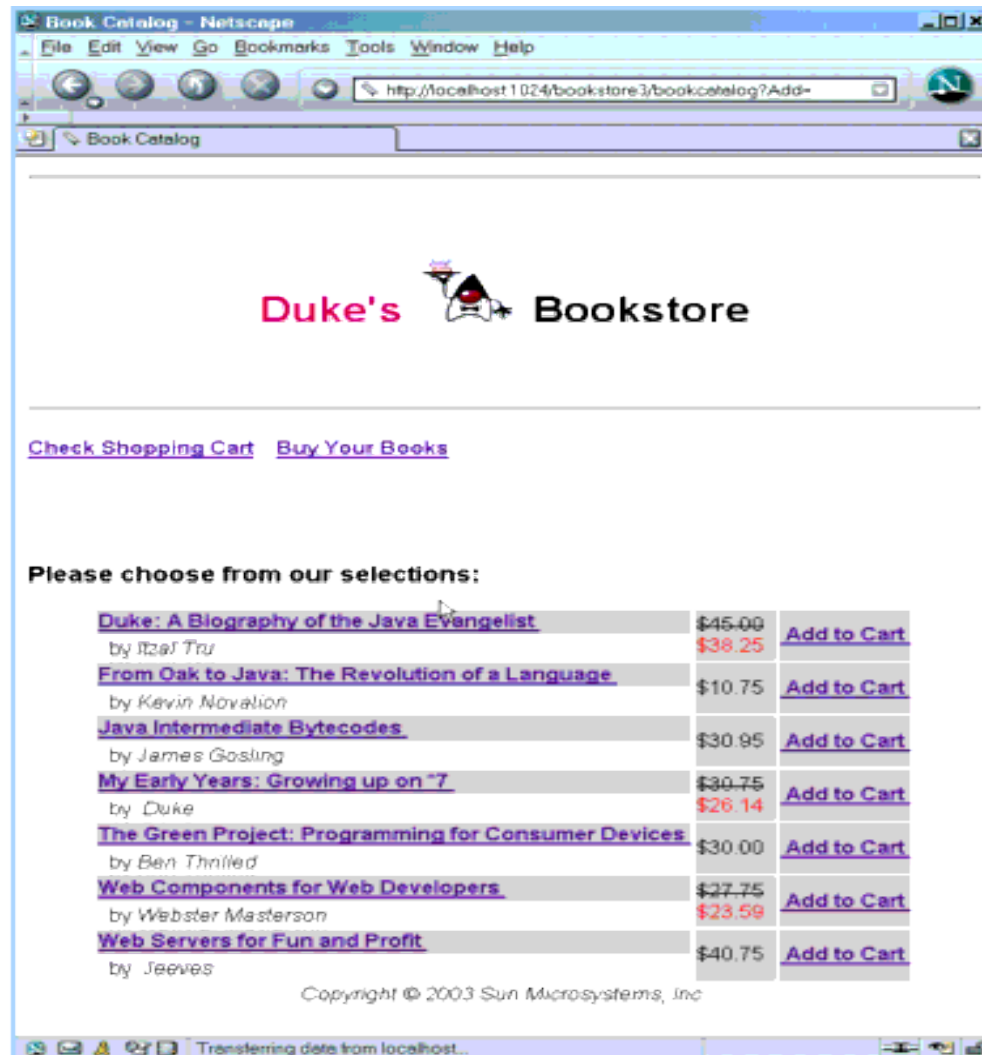 Book Catalog - Netscape
File Edit View Go Bookmarks Tools Window Help
http://localhost:1024/bookstore3/bookcatalog?Add=
Book Catalog
Duke's Bookstore
Check Shopping Cart Buy Your Books
Please choose from our selections:
Duke: A Biography of the Java Evangelist $45.00
by Itzal Tru $38.25 Add to Cart
From Oak to Java: The Revolution of a Language
by Kevin Novation $10.75 Add to Cart
Java Intermediate Bytecodes
by James Gosling $30.95 Add to Cart
My Early Years: Growing up on *7 $30.75
by Duke $26.14 Add to Cart
The Green Project: Programming for Consumer Devices
by Ben Thrilled $30.00 Add to Cart
Web Components for Web Developers $27.75
by Webster Masterson $23.59 Add to Cart
Web Servers for Fun and Profit
by Jeeves $40.75 Add to Cart
Copyright © 2003 Sun Microsystems, Inc
Transferring data from localhost...